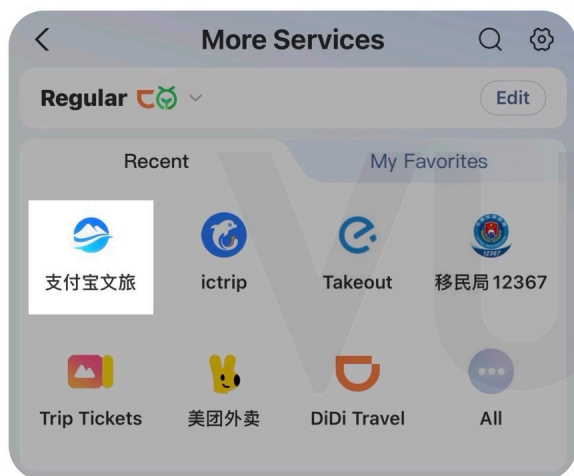 More Services
Regular
Edit
Recent
My Favorites
支付宝文旅
ictrip
Takeout
移民局12367
12367
Trip Tickets
美团外卖
DiDi Travel
All